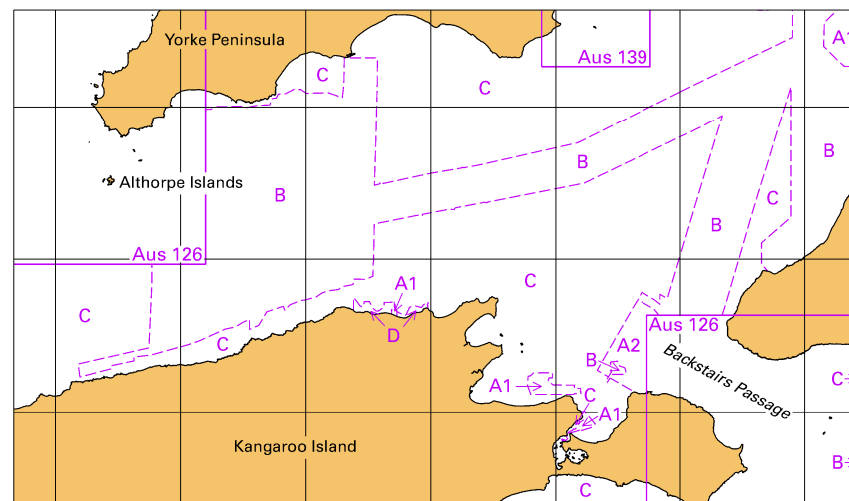 Yorke Peninsula
A1
Aus 139
C
C
B
B
Althorpe Islands
B
C
B
Aus 126
C
A1
C
Aus 126
D
C
A2
Backstairs Passage
B
A1
C
C
A1
Kangaroo Island
B
C